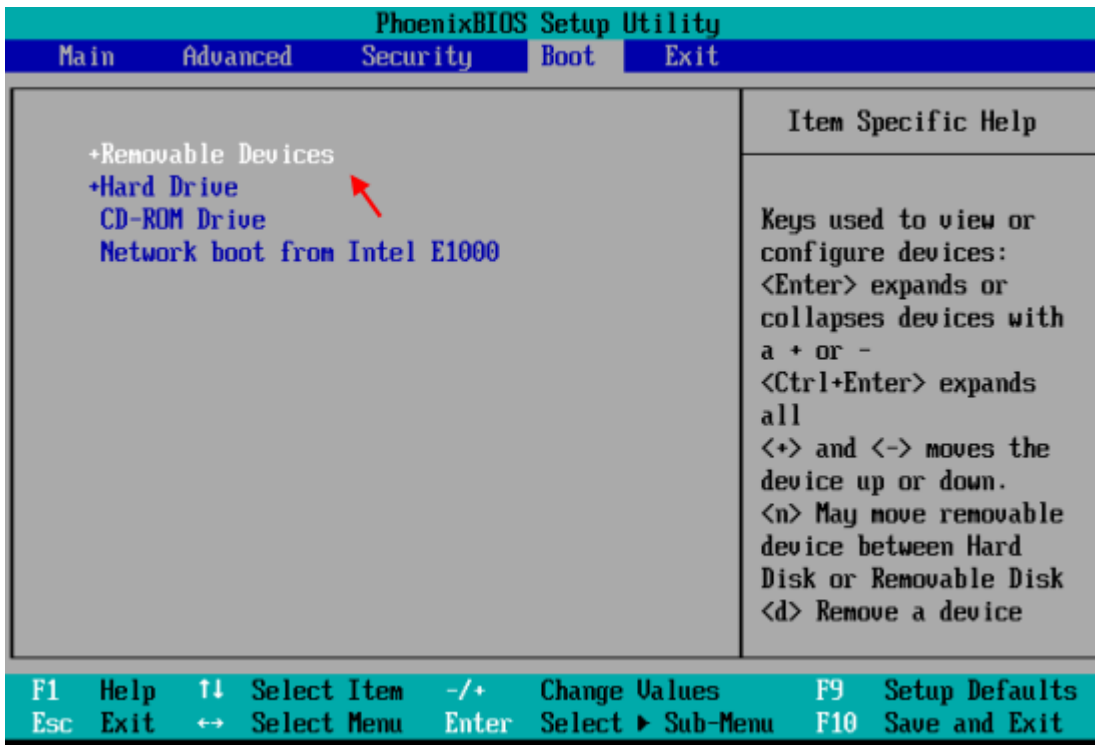 PhoenixBIOS Setup Utility
Main Advanced Security Boot Exit
+Removable Devices
+Hard Drive
CD-ROM Drive
Network boot from Intel E1000
Item Specific Help
Keys used to view or
configure devices:
<Enter> expands or
collapses devices with
a + or -
<Ctrl+Enter> expands
all
<+> and <-> moves the
device up or down.
<n> May move removable
device between Hard
Disk or Removable Disk
<d> Remove a device
F1 Help ↑↓ Select Item -/+ Change Values F9 Setup Defaults
Esc Exit ↔ Select Menu Enter Select ▶ Sub-Menu F10 Save and Exit